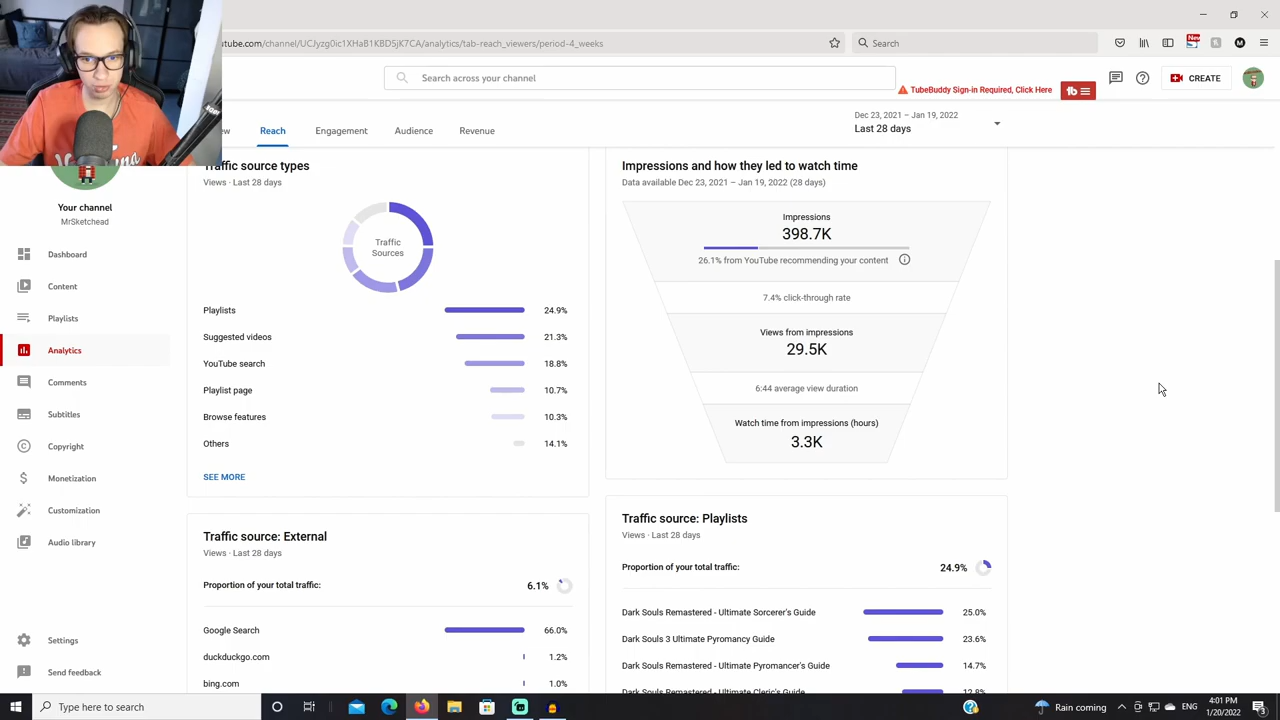 tube.com/channel/UCJyzg0ic1XHaB1KBD5jK7CA/analytics/tab-reach_viewers/period-4_weeks
Search
New
M
Search across your channel
TubeBuddy Sign-in Required, Click Here
tb
CREATE
Reach
Engagement
Audience
Revenue
Dec 23, 2021 – Jan 19, 2022
Last 28 days
Your channel
MrSketchead
Dashboard
Content
Playlists
Analytics
Comments
Subtitles
Copyright
Monetization
Customization
Audio library
Settings
Send feedback
Traffic source types
Views · Last 28 days
Traffic
Sources
Playlists 24.9%
Suggested videos 21.3%
YouTube search 18.8%
Playlist page 10.7%
Browse features 10.3%
Others 14.1%
SEE MORE
Impressions and how they led to watch time
Data available Dec 23, 2021 – Jan 19, 2022 (28 days)
Impressions
398.7K
26.1% from YouTube recommending your content
7.4% click-through rate
Views from impressions
29.5K
6:44 average view duration
Watch time from impressions (hours)
3.3K
Traffic source: External
Views · Last 28 days
Proportion of your total traffic: 6.1%
Google Search 66.0%
duckduckgo.com 1.2%
bing.com 1.0%
Traffic source: Playlists
Views · Last 28 days
Proportion of your total traffic: 24.9%
Dark Souls Remastered - Ultimate Sorcerer's Guide 25.0%
Dark Souls 3 Ultimate Pyromancy Guide 23.6%
Dark Souls Remastered - Ultimate Pyromancer's Guide 14.7%
Dark Souls Remastered - Ultimate Cleric's Guide 12.8%
Type here to search
Rain coming
ENG
4:01 PM
1/20/2022